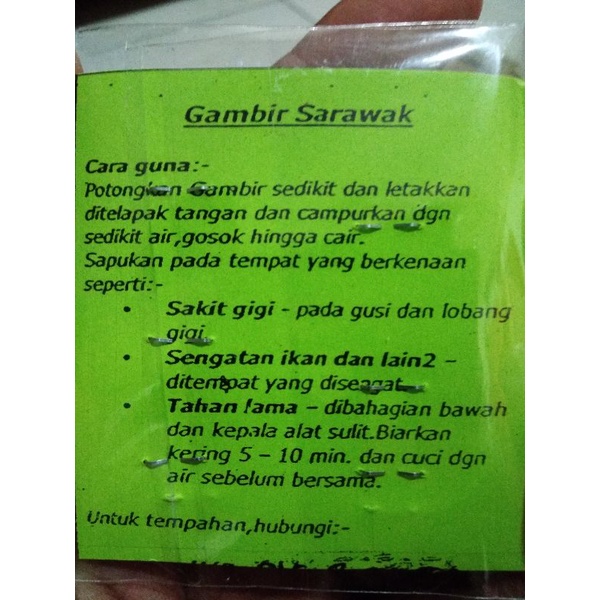 Gambir Sarawak
Cara guna:-
Potongkan Gambir sedikit dan letakkan
ditelapak tangan dan campurkan dgn
sedikit air,gosok hingga cair.
Sapukan pada tempat yang berkenaan
seperti:-
• Sakit gigi - pada gusi dan lobang
gigi.
• Sengatan ikan dan lain2 –
ditempat yang disengat.
• Tahan lama – dibahagian bawah
dan kepala alat sulit.Biarkan
kering 5 – 10 min. dan cuci dgn
air sebelum bersama.
Untuk tempahan,hubungi:-